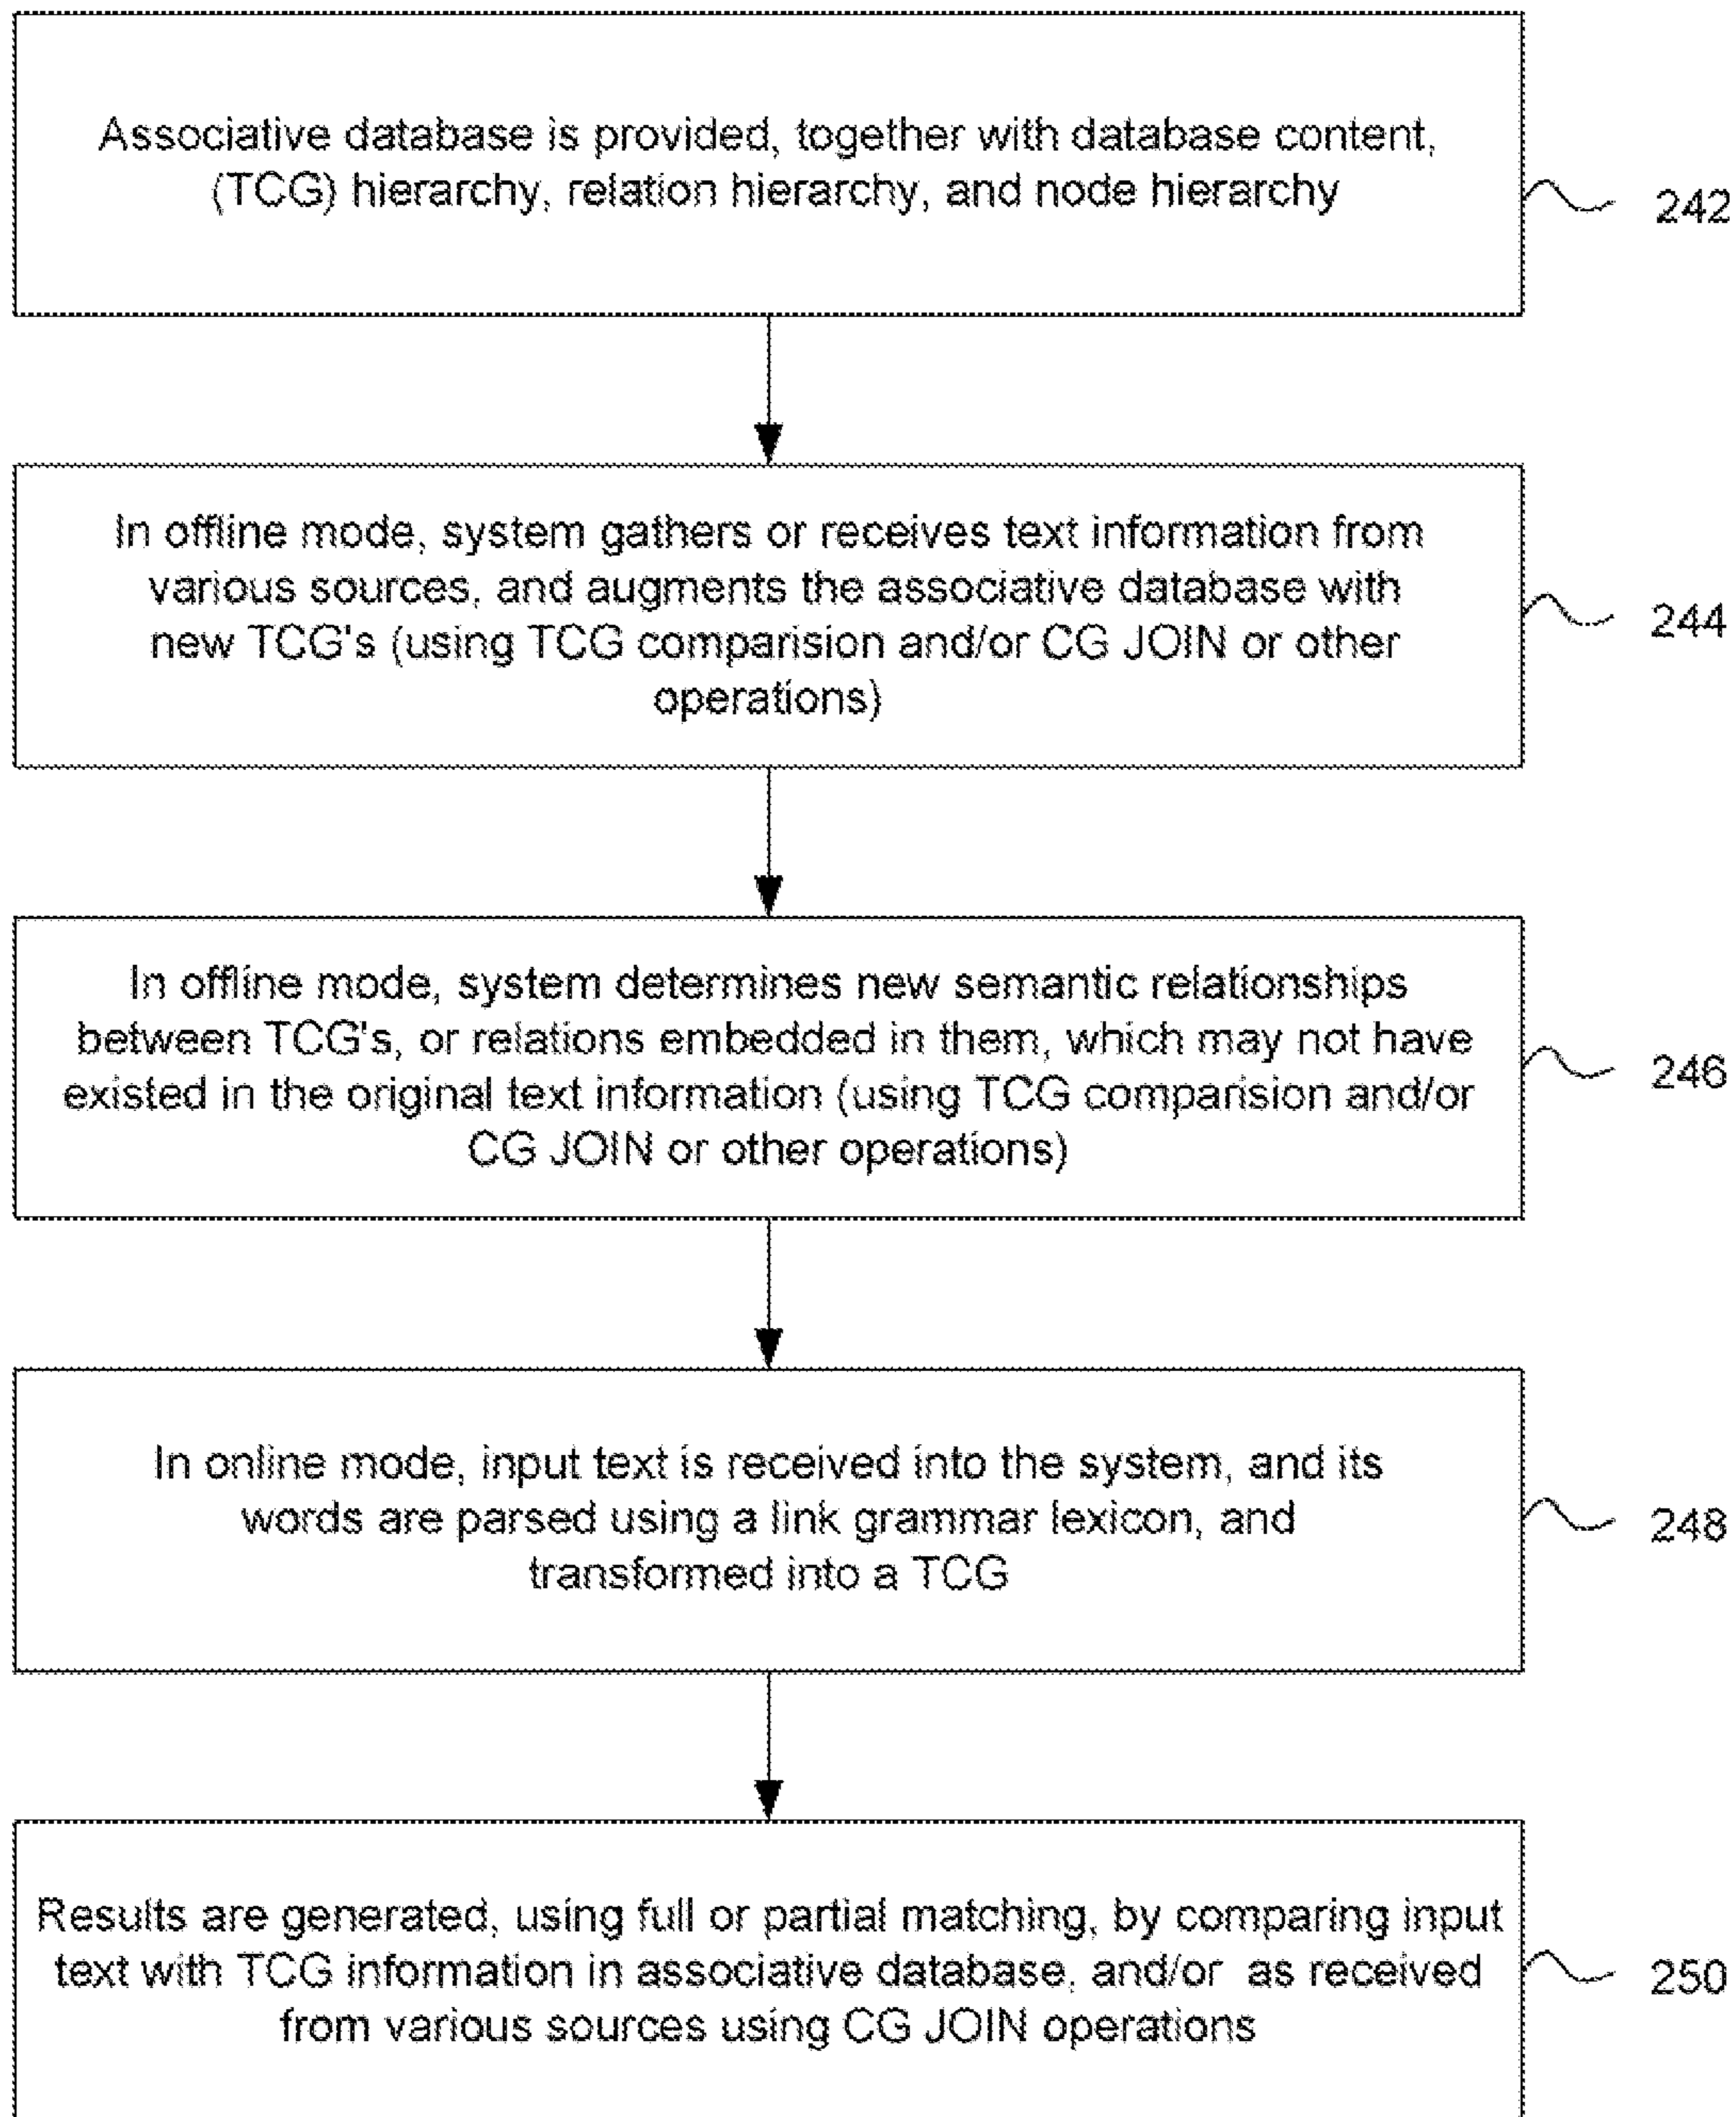 Associative database is provided, together with database content,
(TCG) hierarchy, relation hierarchy, and node hierarchy
242
In offline mode, system gathers or receives text information from
various sources, and augments the associative database with
new TCG's (using TCG comparision and/or CG JOIN or other
operations)
244
In offline mode, system determines new semantic relationships
between TCG's, or relations embedded in them, which may not have
existed in the original text information (using TCG comparision and/or
CG JOIN or other operations)
246
In online mode, input text is received into the system, and its
words are parsed using a link grammar lexicon, and
transformed into a TCG
248
Results are generated, using full or partial matching, by comparing input
text with TCG information in associative database, and/or as received
from various sources using CG JOIN operations
250